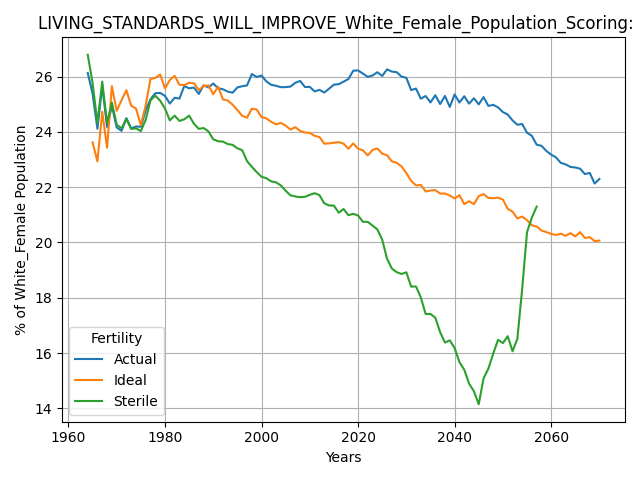 LIVING_STANDARDS_WILL_IMPROVE_White_Female_Population_Scoring:
% of White_Female Population
26
24
22
20
18
16
14
Fertility
Actual
Ideal
Sterile
1960 1980 2000 2020 2040 2060
Years